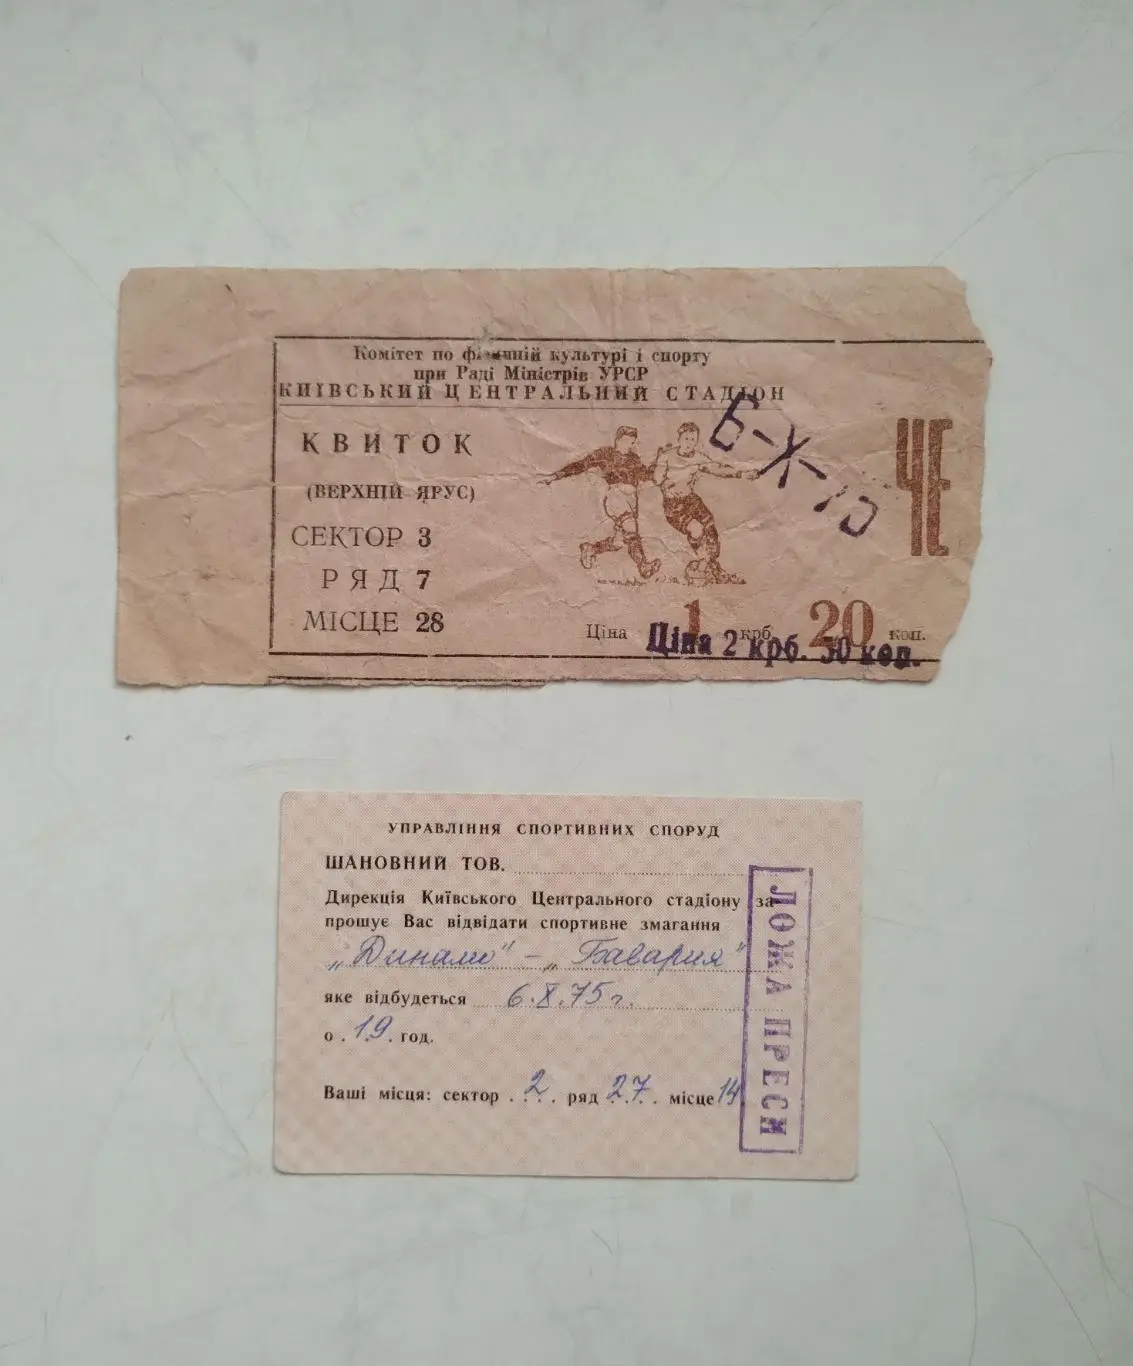 Комітет по фізичній культурі і спорту
при Раді Міністрів УРСР
КИЇВСЬКИЙ ЦЕНТРАЛЬНИЙ СТАДІОН
КВИТОК
(ВЕРХНІЙ ЯРУС)
СЕКТОР 3
РЯД 7
МІСЦЕ 28
ЧЕ
Ціна 1 крб. 20 коп.
Ціна 2 крб. 50 коп.
УПРАВЛІННЯ СПОРТИВНИХ СПОРУД
ШАНОВНИЙ ТОВ.
Дирекція Київського Центрального стадіону за
прошує Вас відвідати спортивне змагання
„Динамо" – „Бавария"
яке відбудеться 6.X.75 г.
о . 19 . год.
Ваші місця: сектор 2 ряд 27 місце 14
ЛОЖА ПРЕСИ